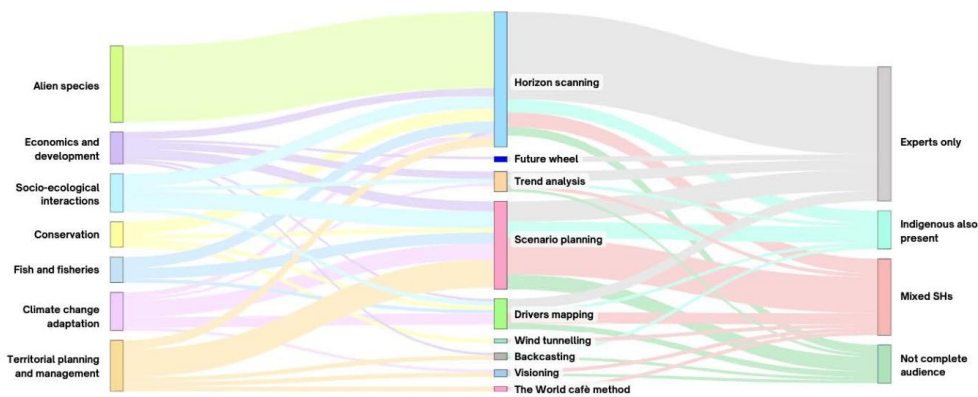 Alien species
Economics and
development
Socio-ecological
interactions
Conservation
Fish and fisheries
Climate change
adaptation
Territorial planning
and management
Horizon scanning
Future wheel
Trend analysis
Scenario planning
Drivers mapping
Wind tunnelling
Backcasting
Visioning
The World cafè method
Experts only
Indigenous also
present
Mixed SHs
Not complete
audience